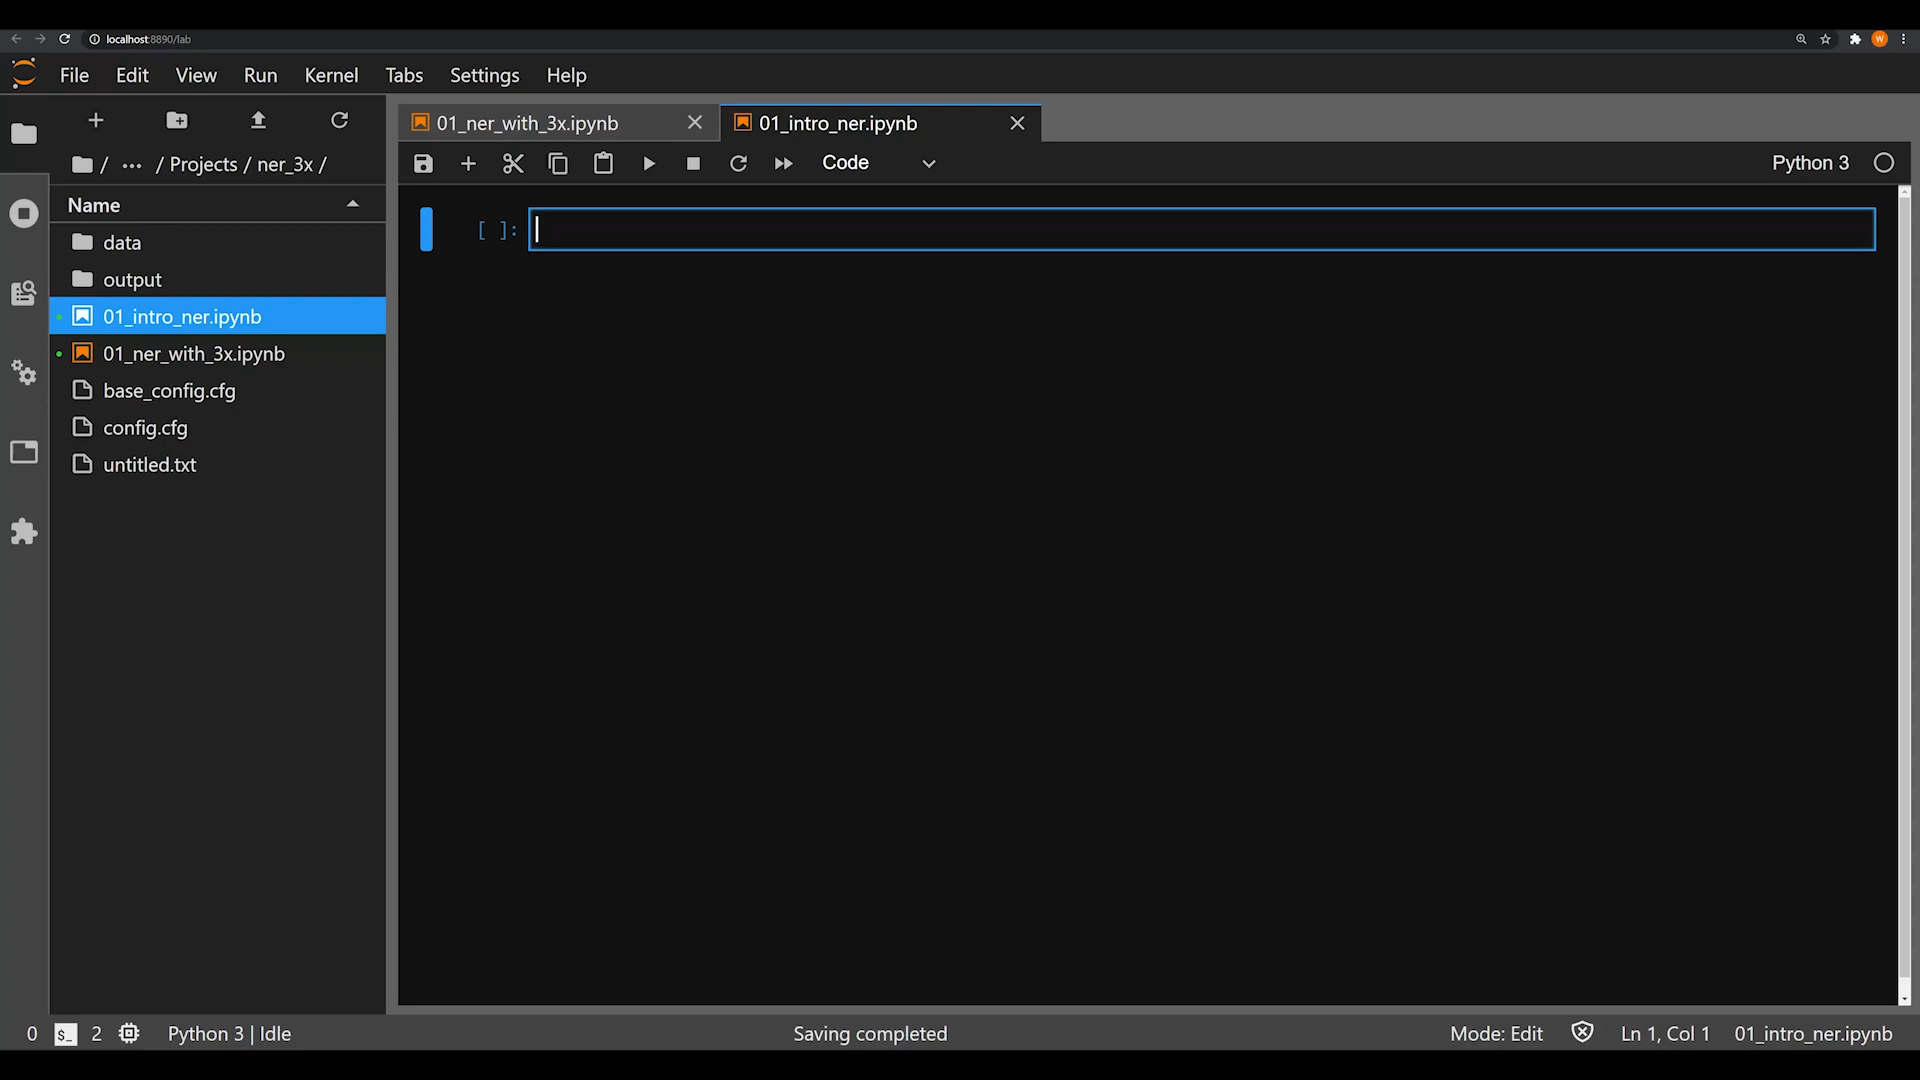 localhost:8890/lab
W
File Edit View Run Kernel Tabs Settings Help
01_ner_with_3x.ipynb 01_intro_ner.ipynb
/ ··· / Projects / ner_3x /
Code Python 3
Name
[ ]:
data
output
01_intro_ner.ipynb
01_ner_with_3x.ipynb
base_config.cfg
config.cfg
untitled.txt
0 $_ 2 Python 3 | Idle Saving completed Mode: Edit Ln 1, Col 1 01_intro_ner.ipynb